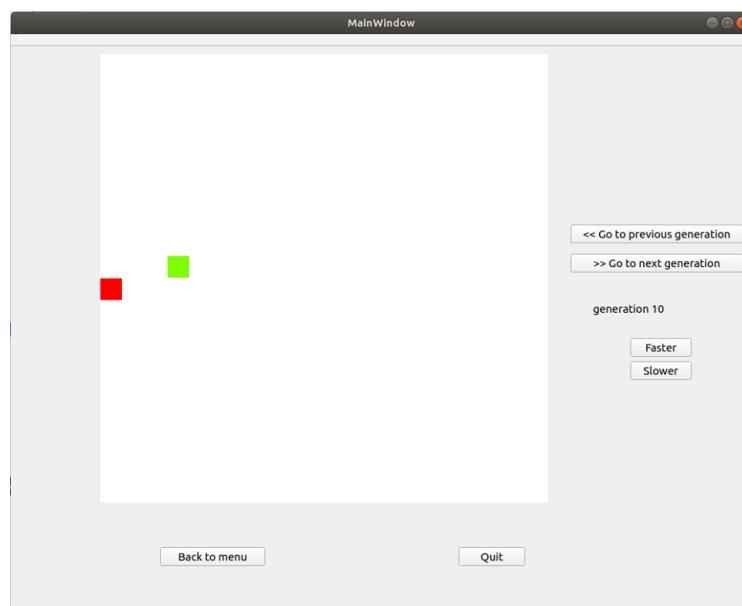 MainWindow
<< Go to previous generation
>> Go to next generation
generation 10
Faster
Slower
Back to menu
Quit